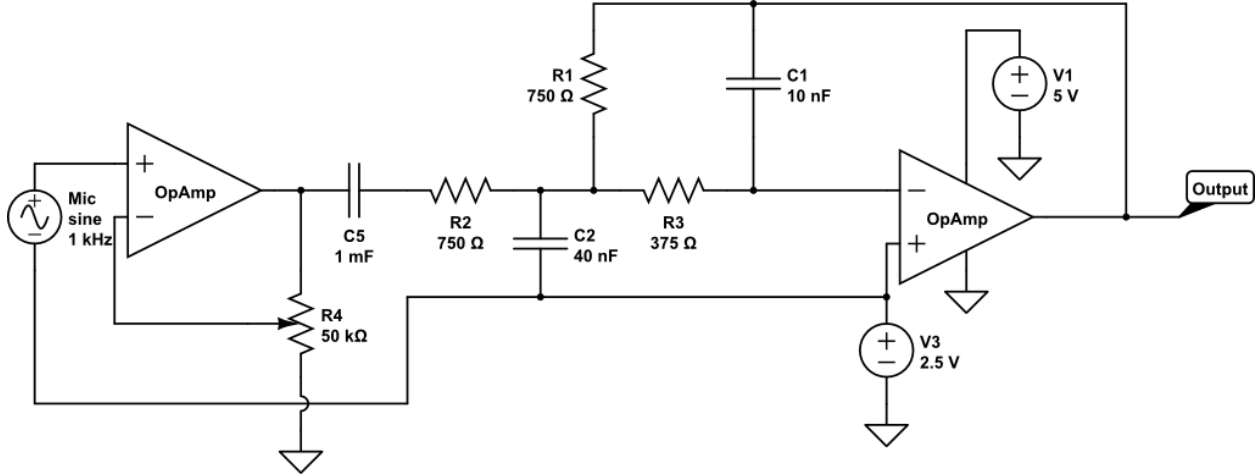 R1
750 Ω
C1
10 nF
+
−
V1
5 V
+
−
OpAmp
+
−
Mic
sine
1 kHz
C5
1 mF
R2
750 Ω
C2
40 nF
R3
375 Ω
−
+
OpAmp
Output
R4
50 kΩ
+
−
V3
2.5 V